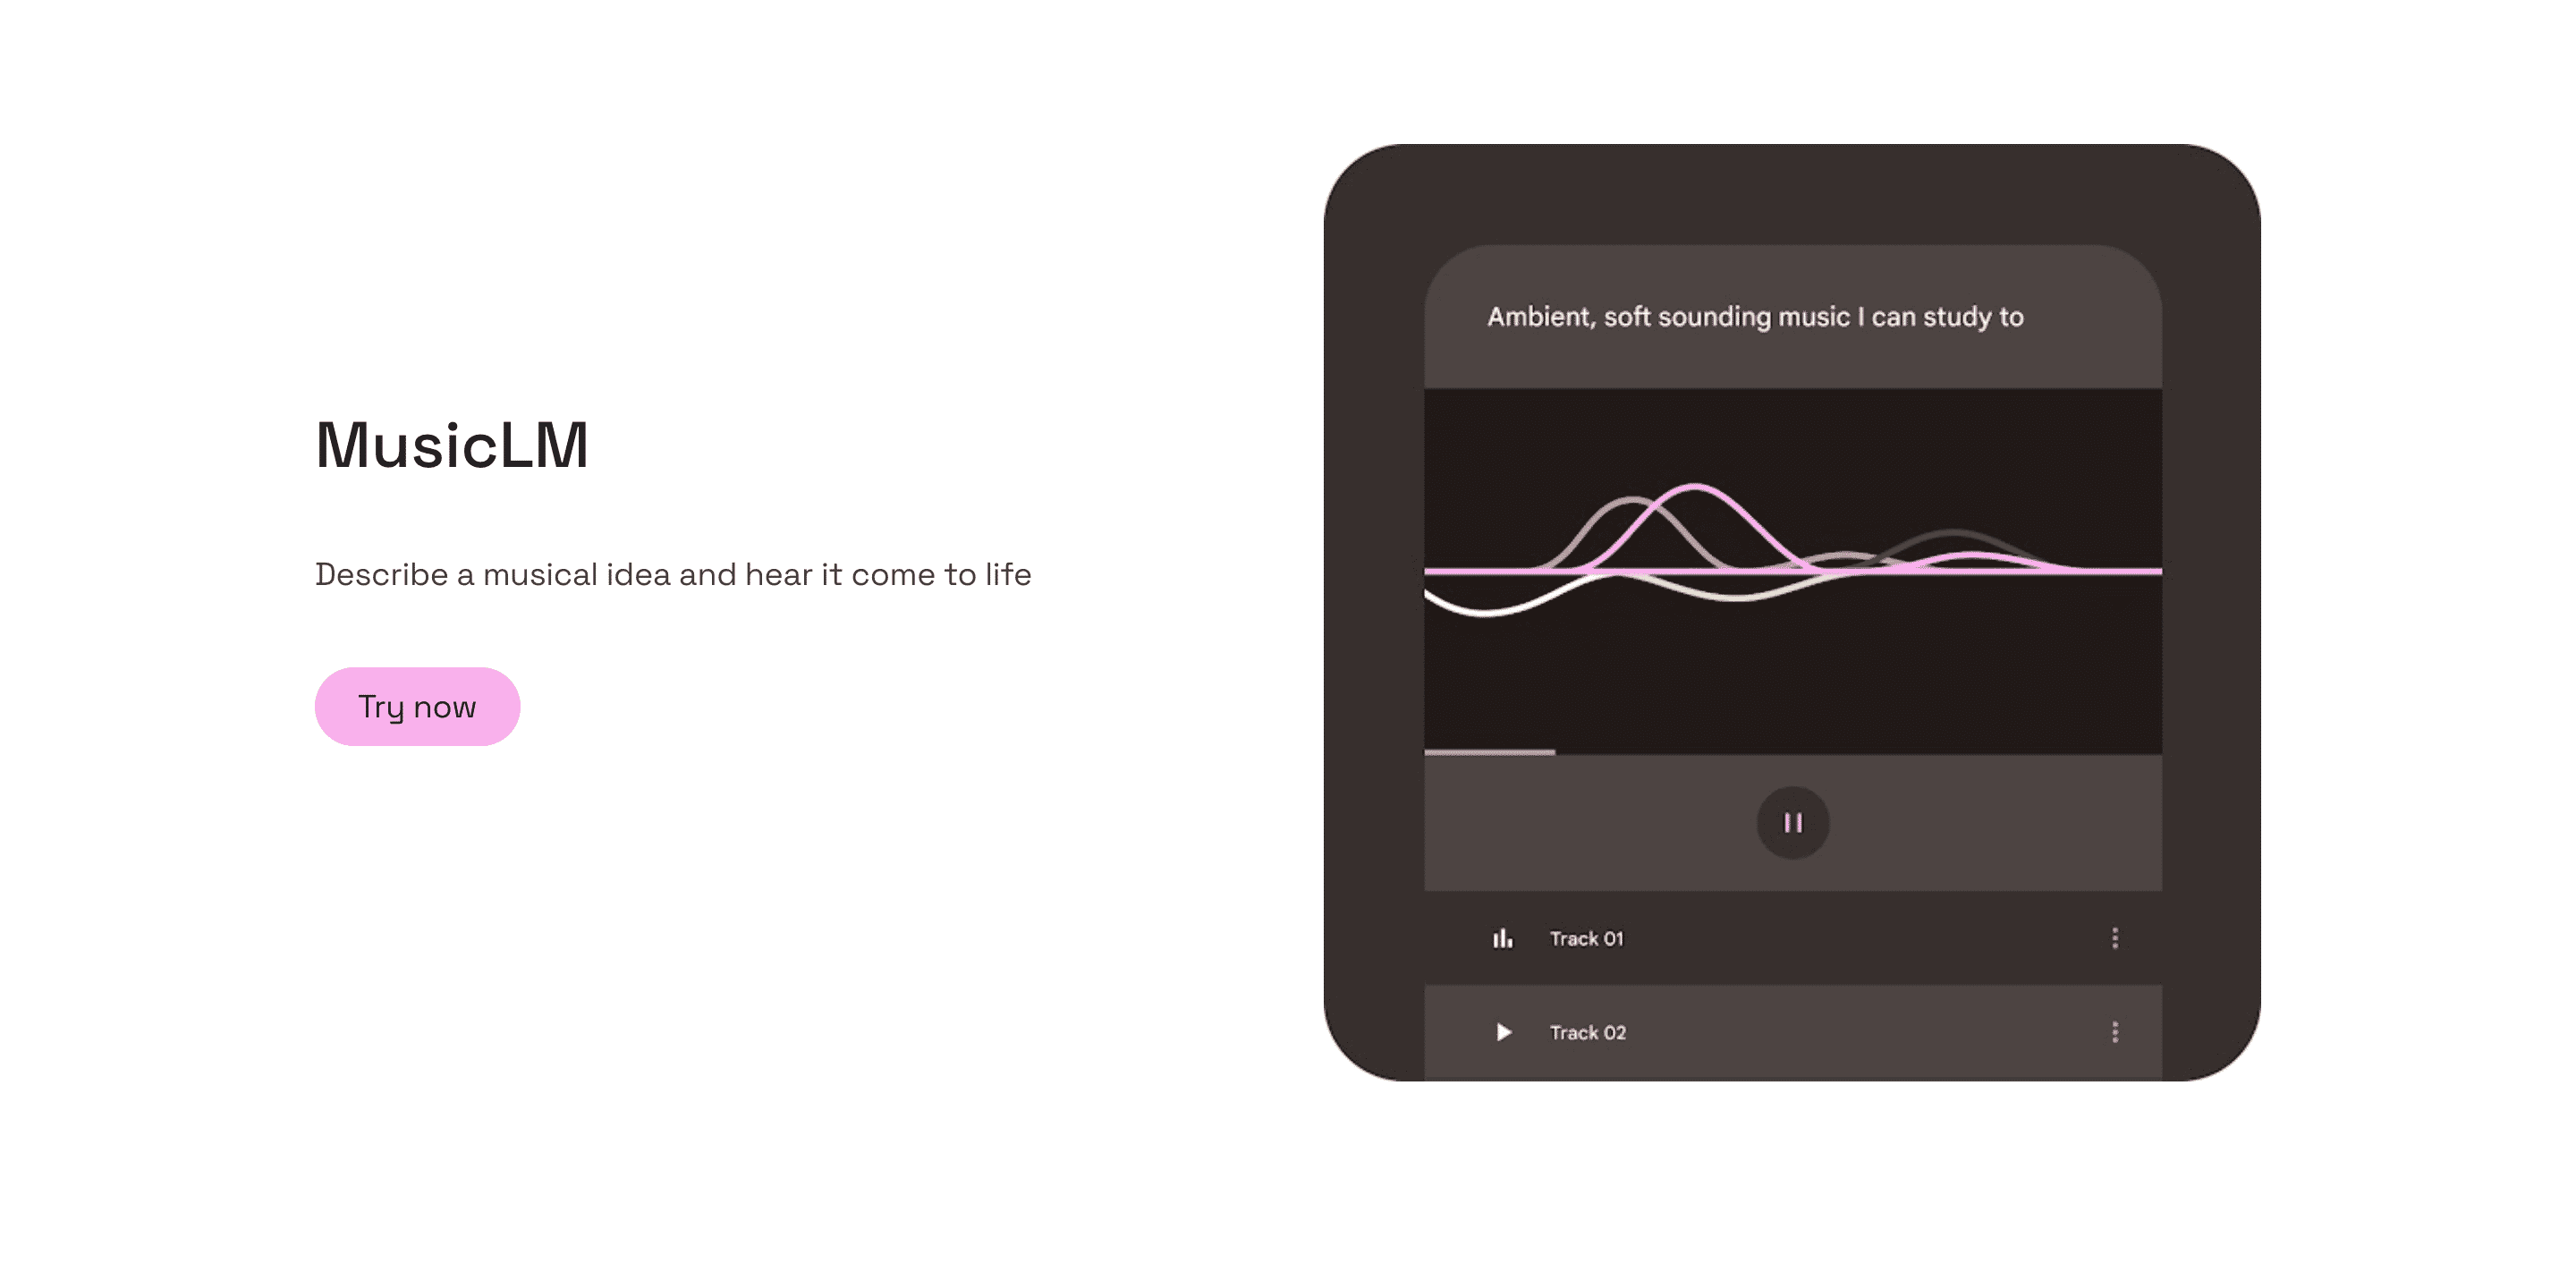 MusicLM
Describe a musical idea and hear it come to life
Try now
Ambient, soft sounding music I can study to
Track 01
Track 02